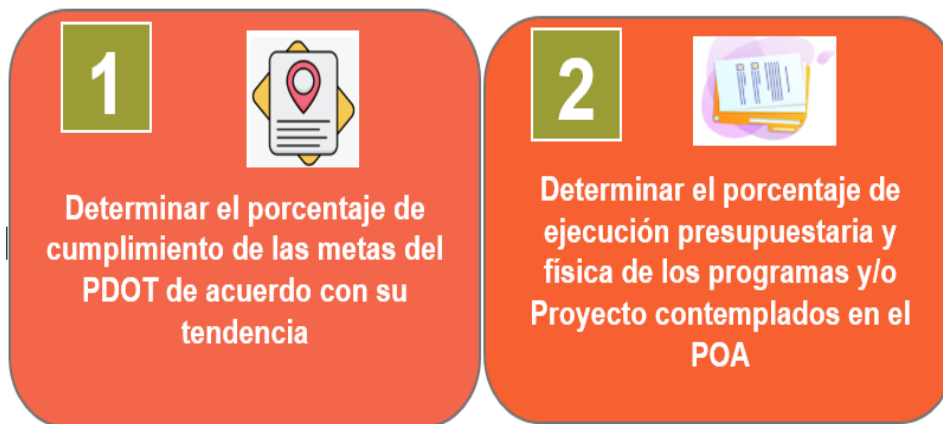 1
Determinar el porcentaje de
cumplimiento de las metas del
PDOT de acuerdo con su
tendencia
2
Determinar el porcentaje de
ejecución presupuestaria y
física de los programas y/o
Proyecto contemplados en el
POA